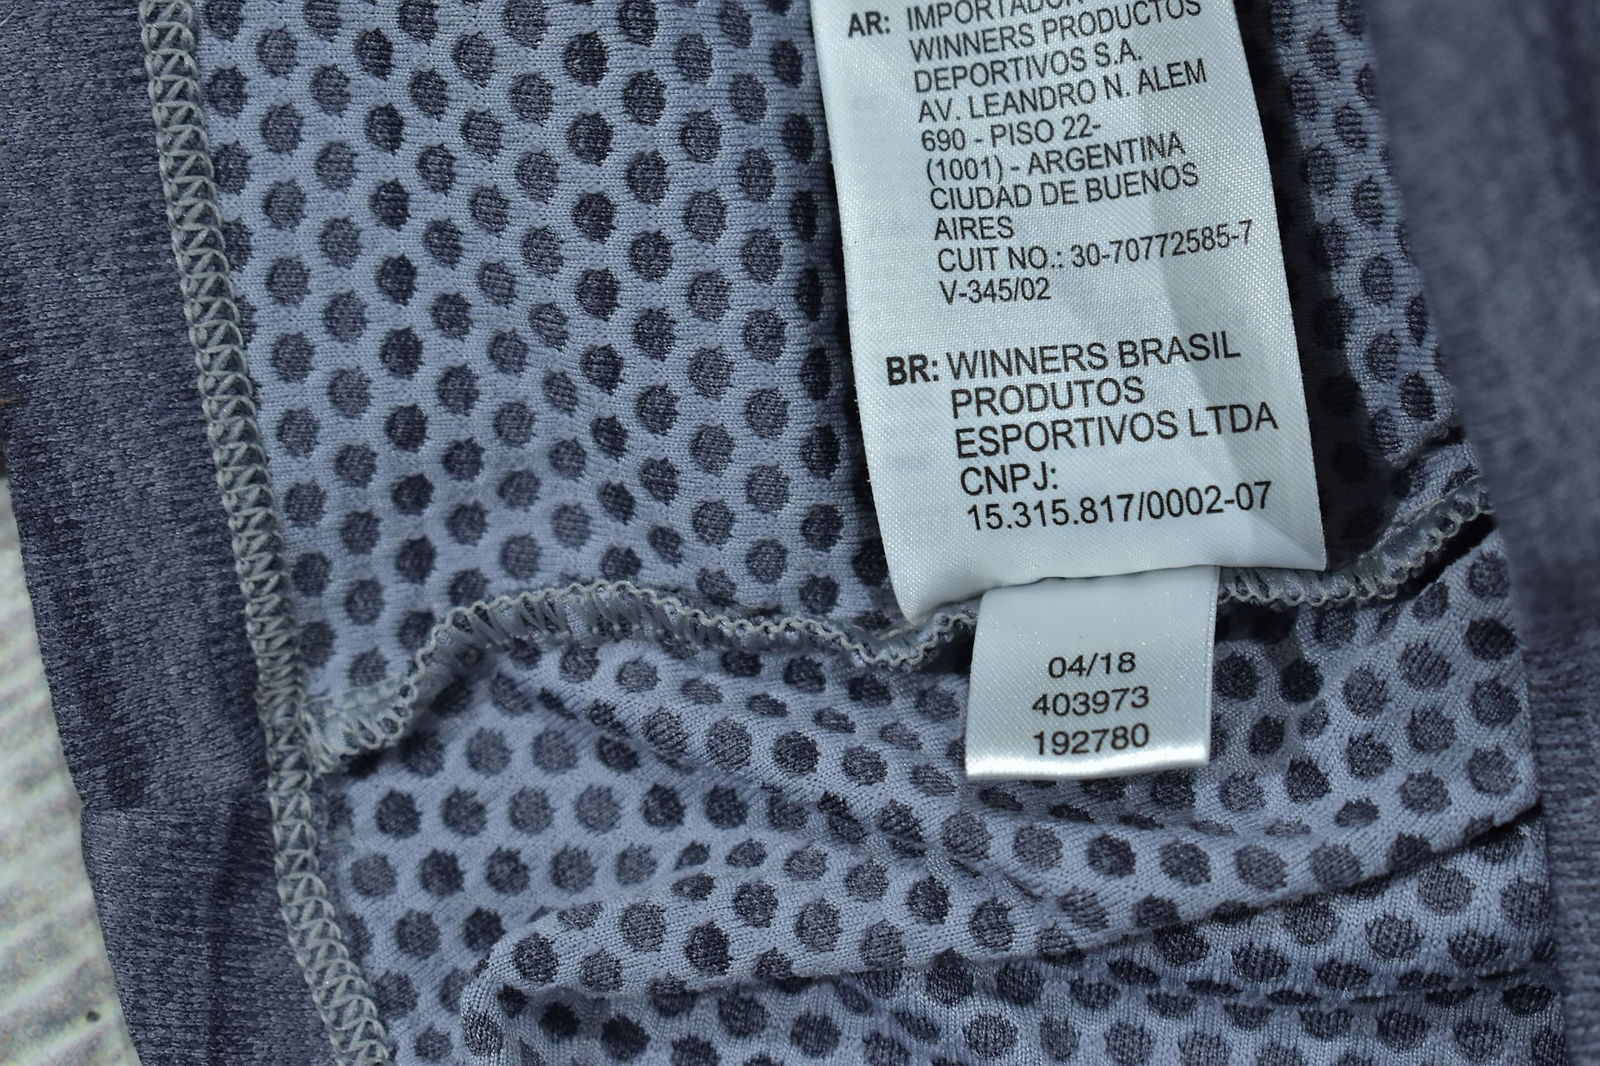 AR: IMPORTADOR
WINNERS PRODUCTOS
DEPORTIVOS S.A.
AV. LEANDRO N. ALEM
690 - PISO 22-
(1001) - ARGENTINA
CIUDAD DE BUENOS
AIRES
CUIT NO.: 30-70772585-7
V-345/02
BR: WINNERS BRASIL
PRODUTOS
ESPORTIVOS LTDA
CNPJ:
15.315.817/0002-07
04/18
403973
192780